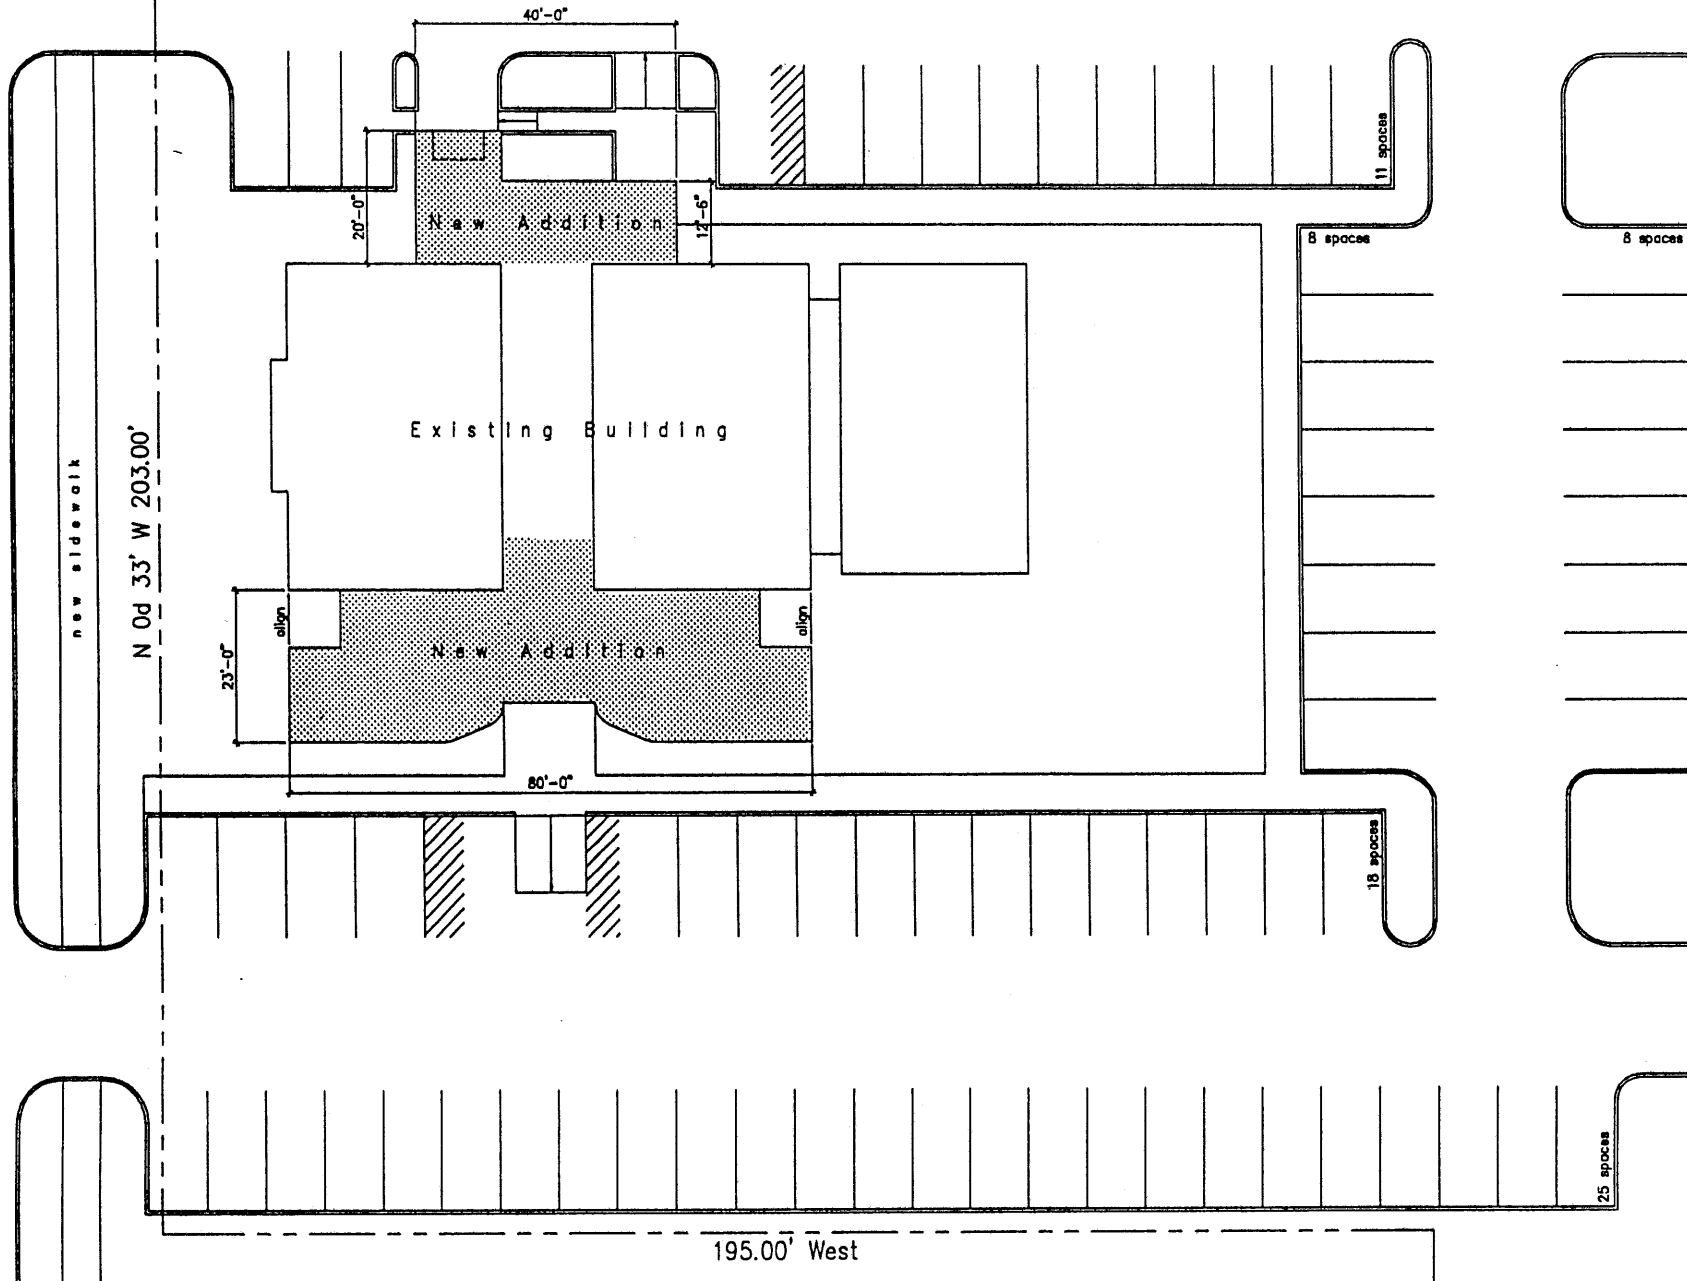 40'-0"
11 spaces
20'-0"
New Addition
12'-6"
8 spaces
8 spaces
Existing Building
N 0d 33' W 203.00'
new sidewalk
align
align
23'-0"
New Addition
80'-0"
18 spaces
25 spaces
195.00' West